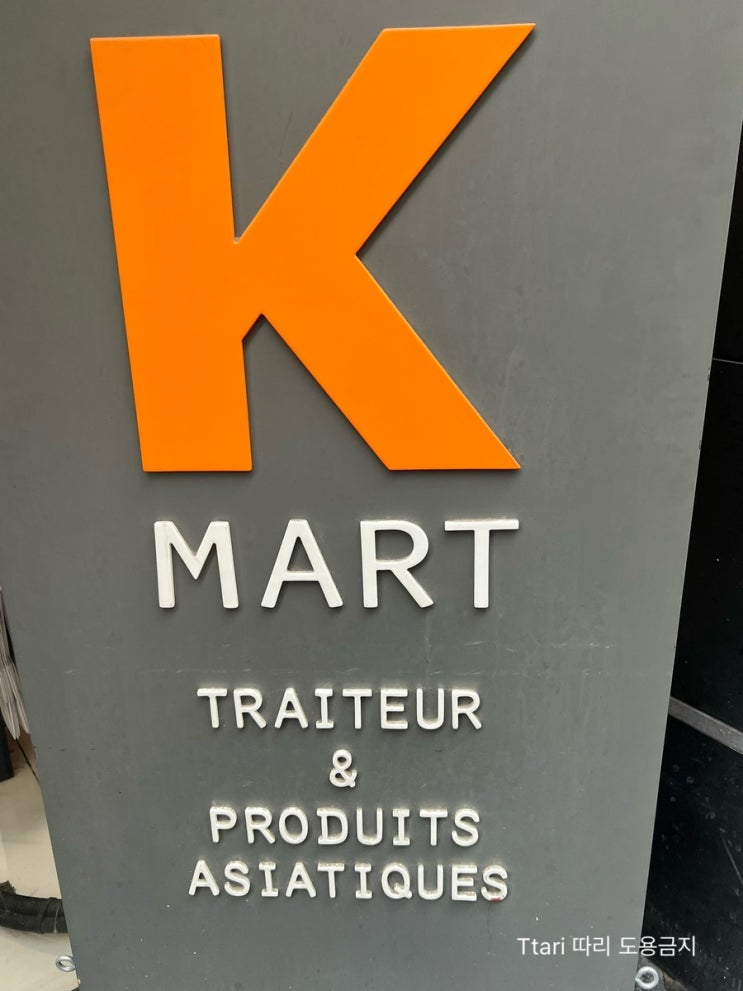 K
MART
TRAITEUR
&
PRODUITS
ASIATIQUES
Ttari 따리 도용금지